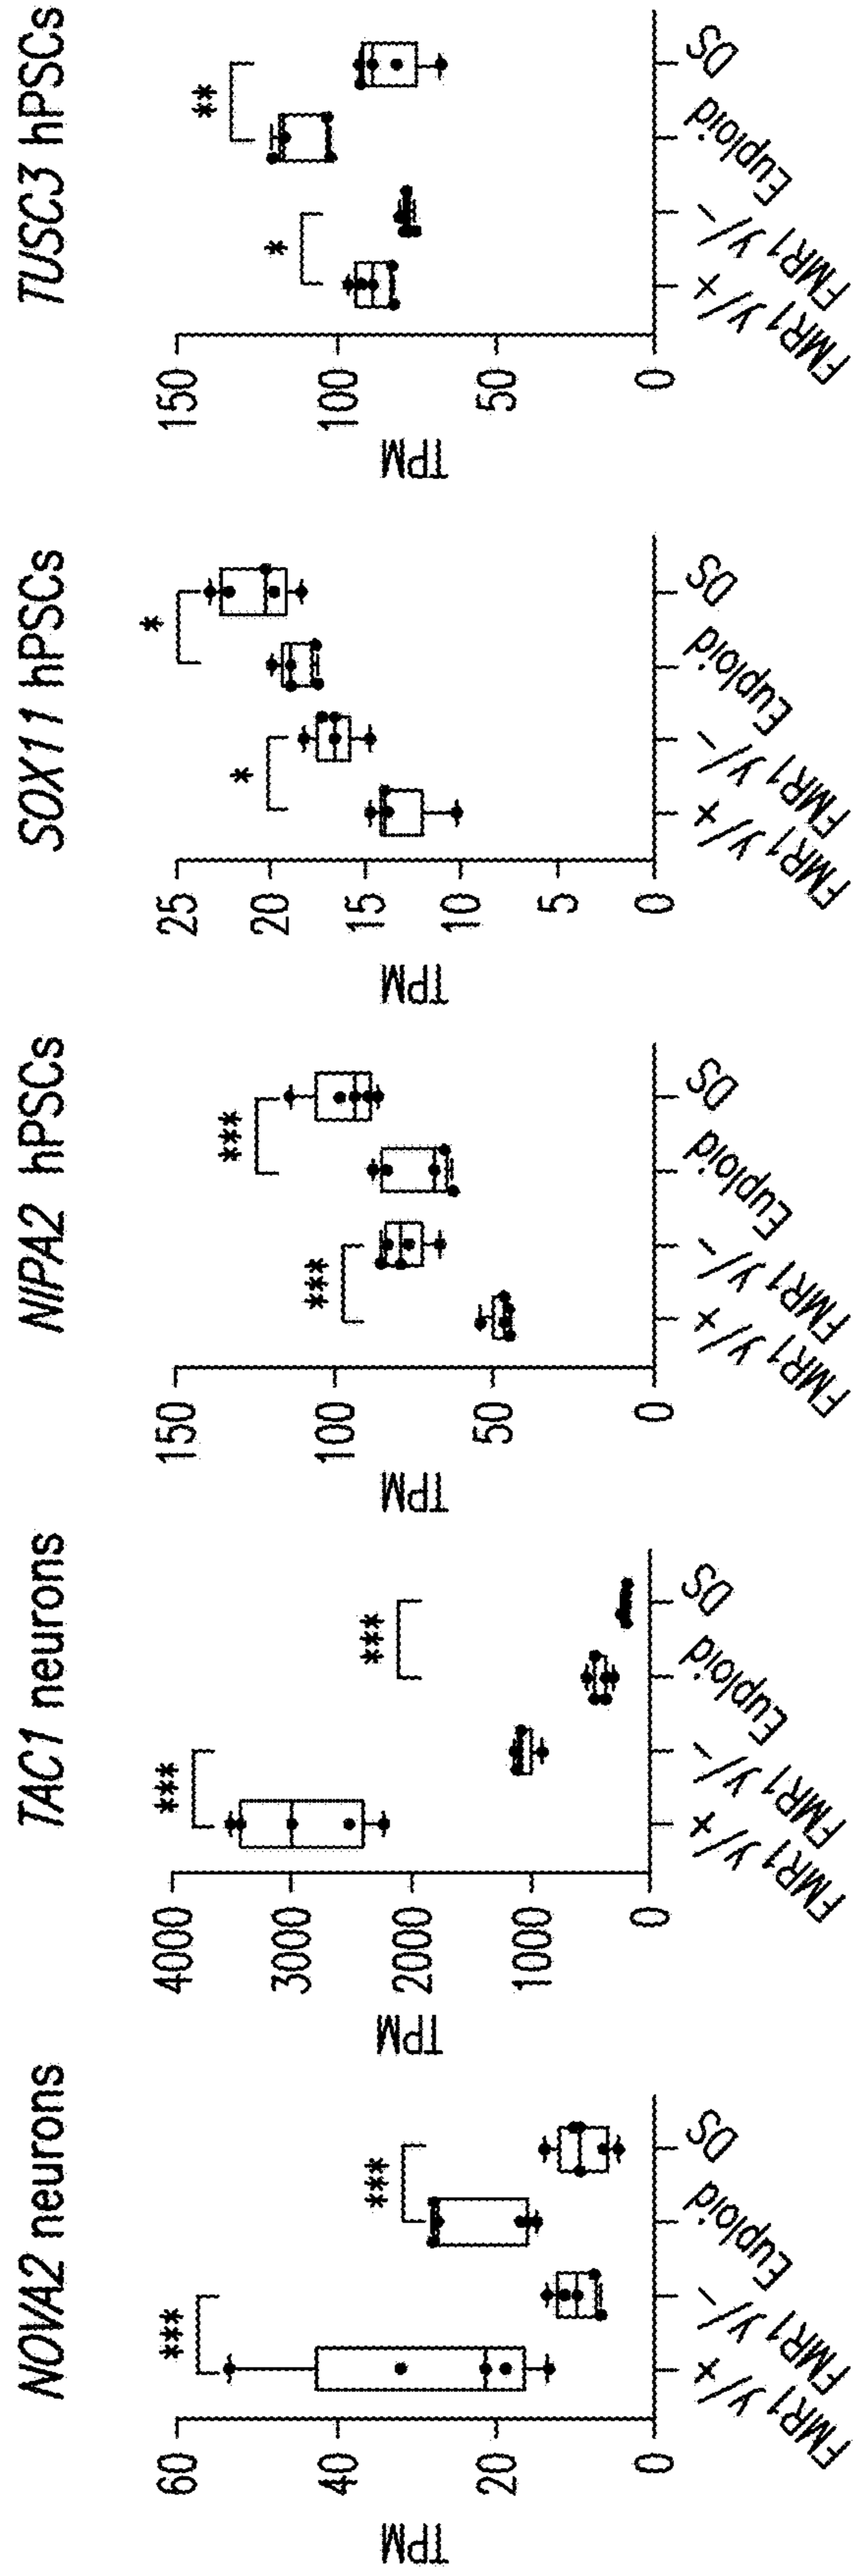 NOVA2 neurons
***
***
TPM
60
40
20
0
FMR1 y/+
FMR1 y/-
Euploid
DS
TAC1 neurons
***
***
TPM
4000
3000
2000
1000
0
FMR1 y/+
FMR1 y/-
Euploid
DS
NIPA2 hPSCs
***
***
TPM
150
100
50
0
FMR1 y/+
FMR1 y/-
Euploid
DS
SOX11 hPSCs
*
*
TPM
25
20
15
10
5
0
FMR1 y/+
FMR1 y/-
Euploid
DS
TUSC3 hPSCs
*
**
TPM
150
100
50
0
FMR1 y/+
FMR1 y/-
Euploid
DS